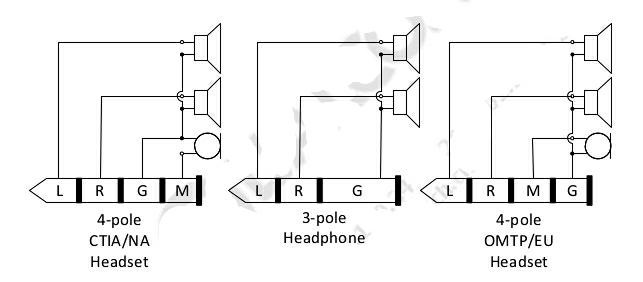 L R G M
4-pole
CTIA/NA
Headset
L R G
3-pole
Headphone
L R M G
4-pole
OMTP/EU
Headset